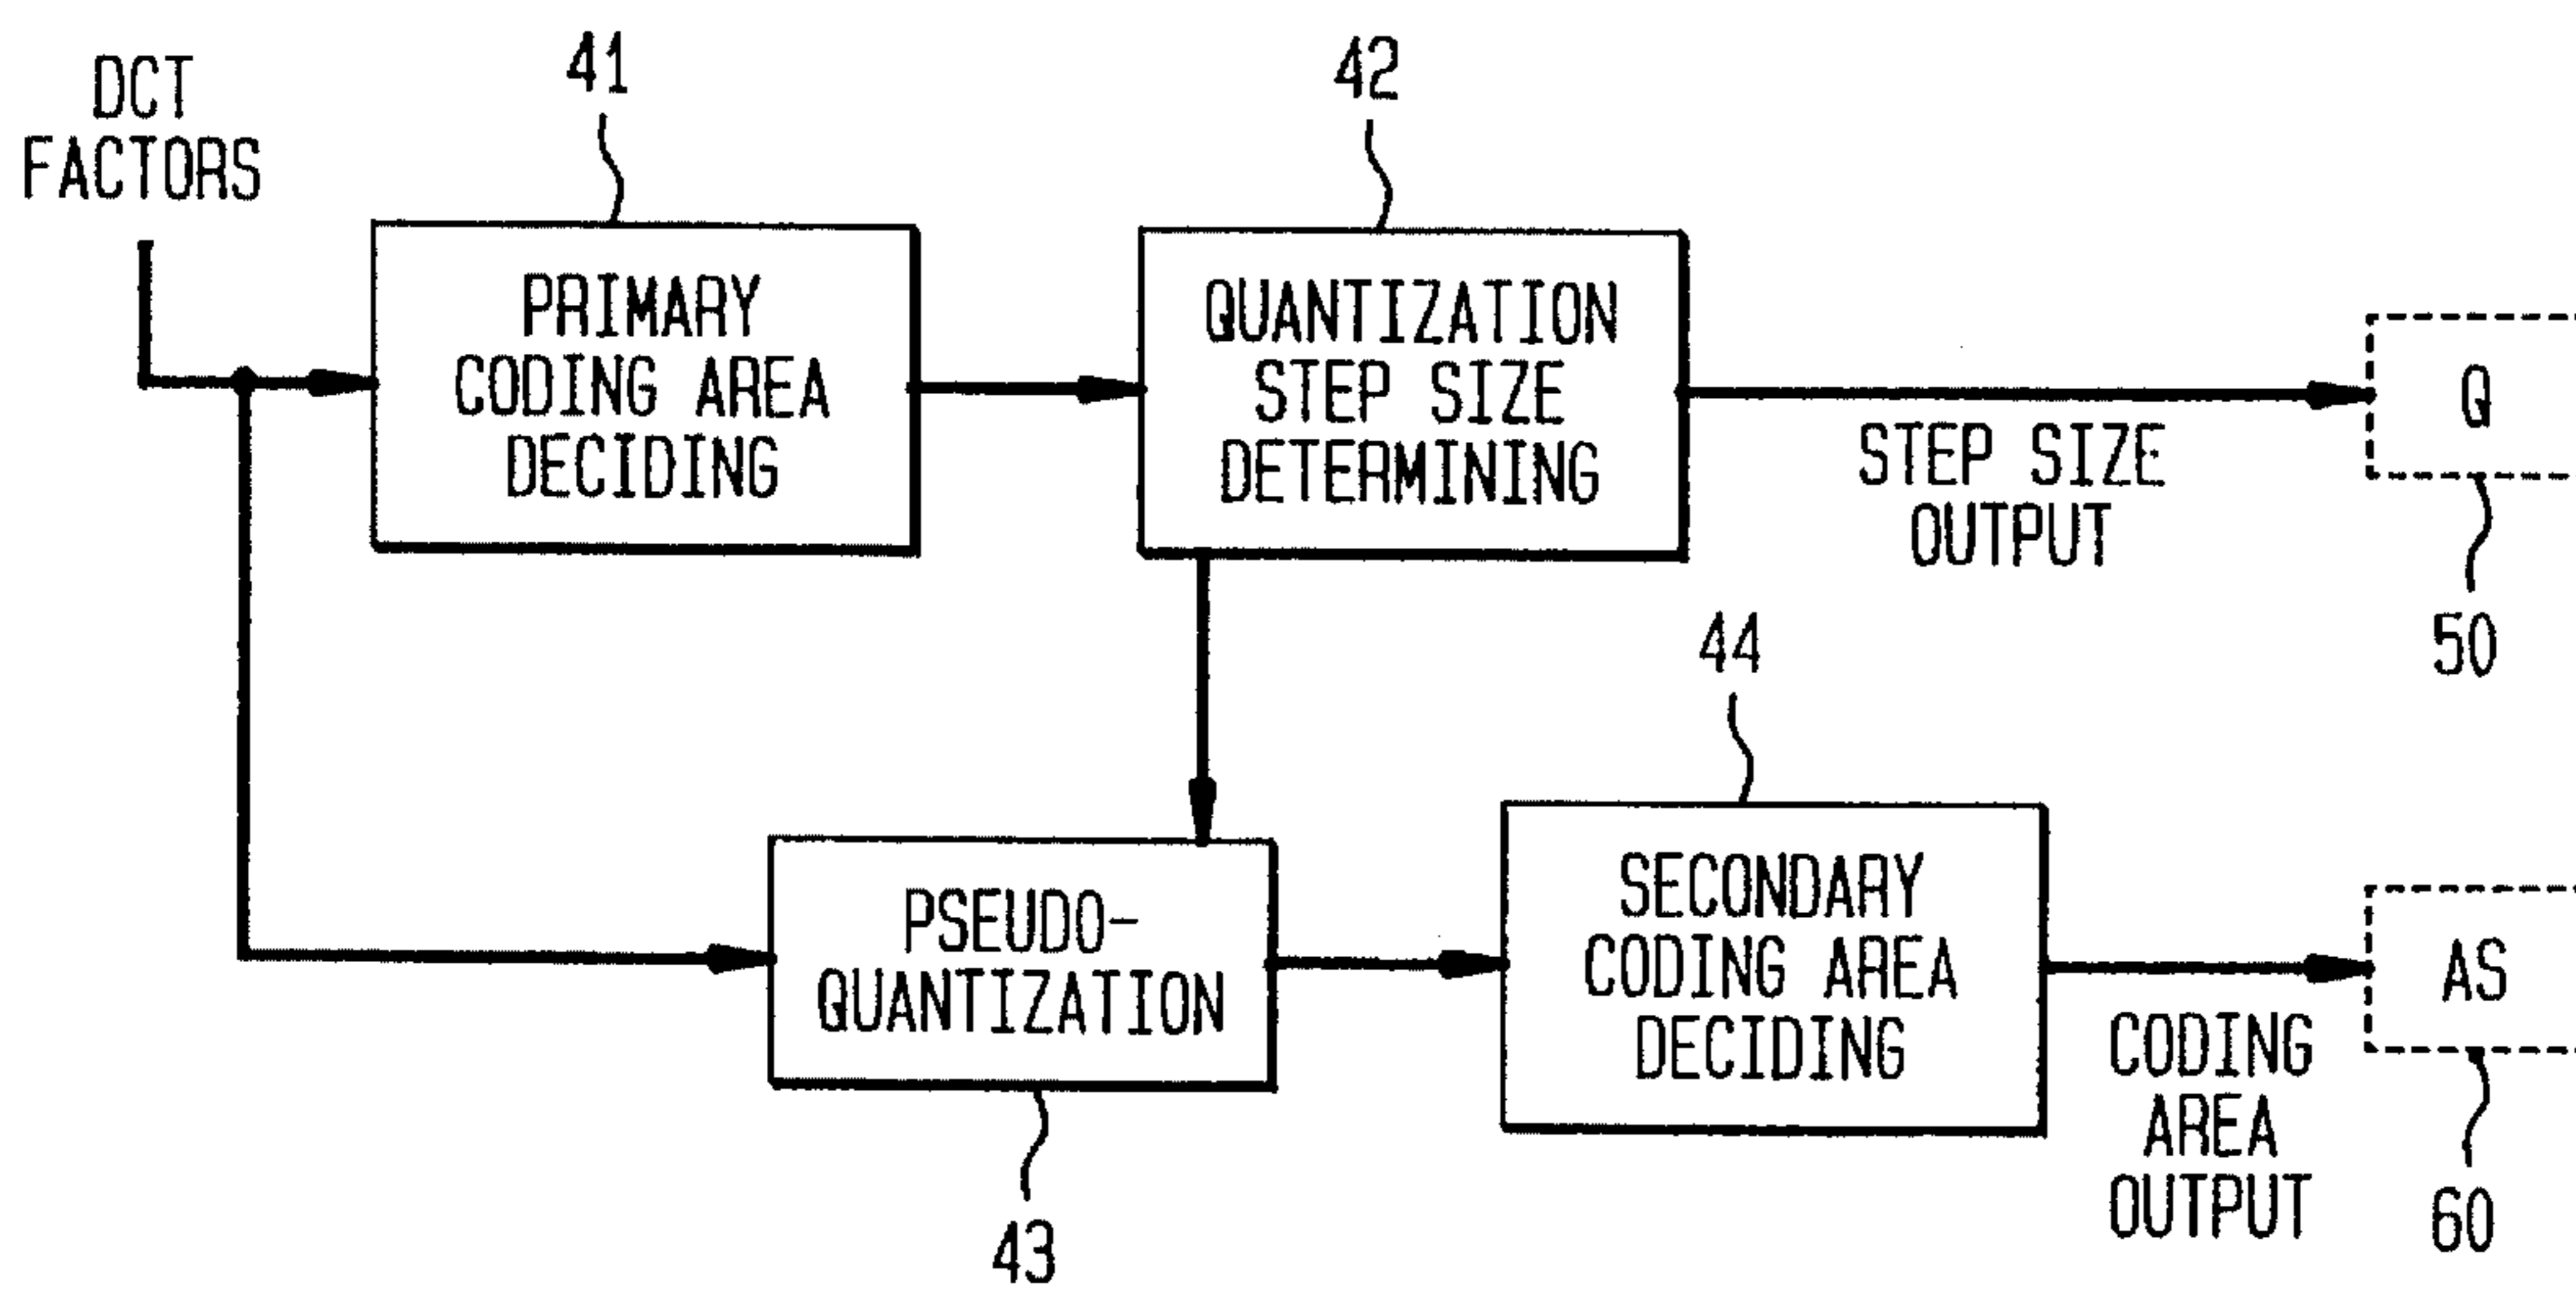 DCT
FACTORS
41
PRIMARY
CODING AREA
DECIDING
42
QUANTIZATION
STEP SIZE
DETERMINING
STEP SIZE
OUTPUT
Q
50
PSEUDO-
QUANTIZATION
43
44
SECONDARY
CODING AREA
DECIDING
CODING
AREA
OUTPUT
AS
60